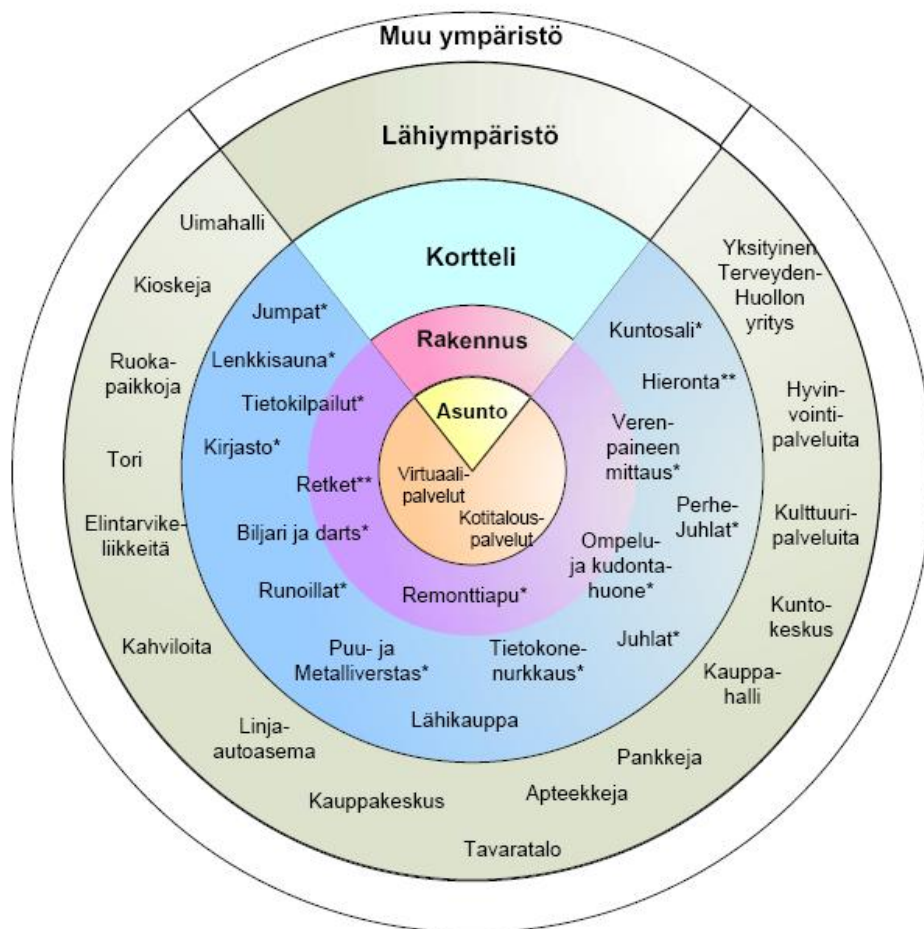 Muu ympäristö
Lähiympäristö
Kortteli
Rakennus
Asunto
Virtuaali-
palvelut
Kotitalous-
palvelut
Uimahalli
Kioskeja
Ruoka-
paikkoja
Tori
Elintarvike-
liikkeitä
Kahviloita
Linja-
autoasema
Kauppakeskus
Tavaratalo
Apteekkeja
Pankkeja
Kauppa-
halli
Kunto-
keskus
Kulttuuri-
palveluita
Hyvin-
vointi-
palveluita
Yksityinen
Terveyden-
Huollon
yritys
Jumpat*
Lenkkisauna*
Tietokilpailut*
Kirjasto*
Retket**
Biljari ja darts*
Runoillat*
Remonttiapu*
Puu- ja
Metalliverstas*
Lähikauppa
Tietokone-
nurkkaus*
Juhlat*
Ompelu-
ja kudonta-
huone*
Perhe-
Juhlat*
Veren-
paineen
mittaus*
Hieronta**
Kuntosali*